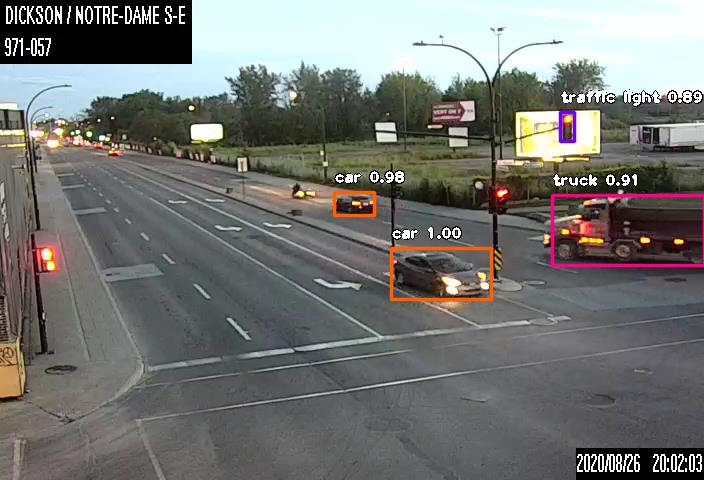 DICKSON / NOTRE-DAME S-E
971-057
traffic light 0.89
car 0.98
truck 0.91
car 1.00
2020/08/26 20:02:03